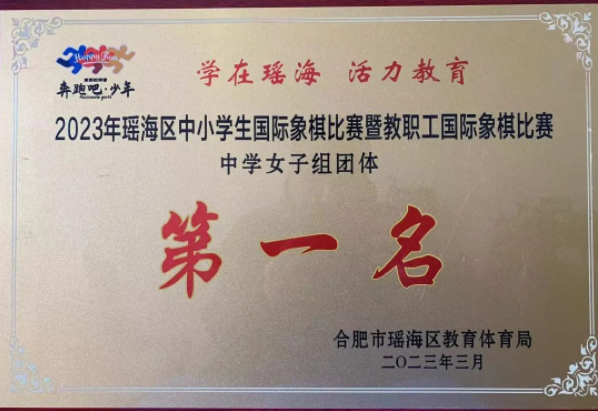 Happy Run
奔跑吧·少年
学在瑶海 活力教育
2023年瑶海区中小学生国际象棋比赛暨教职工国际象棋比赛
中学女子组团体
第一名
合肥市瑶海区教育体育局
二〇二三年三月